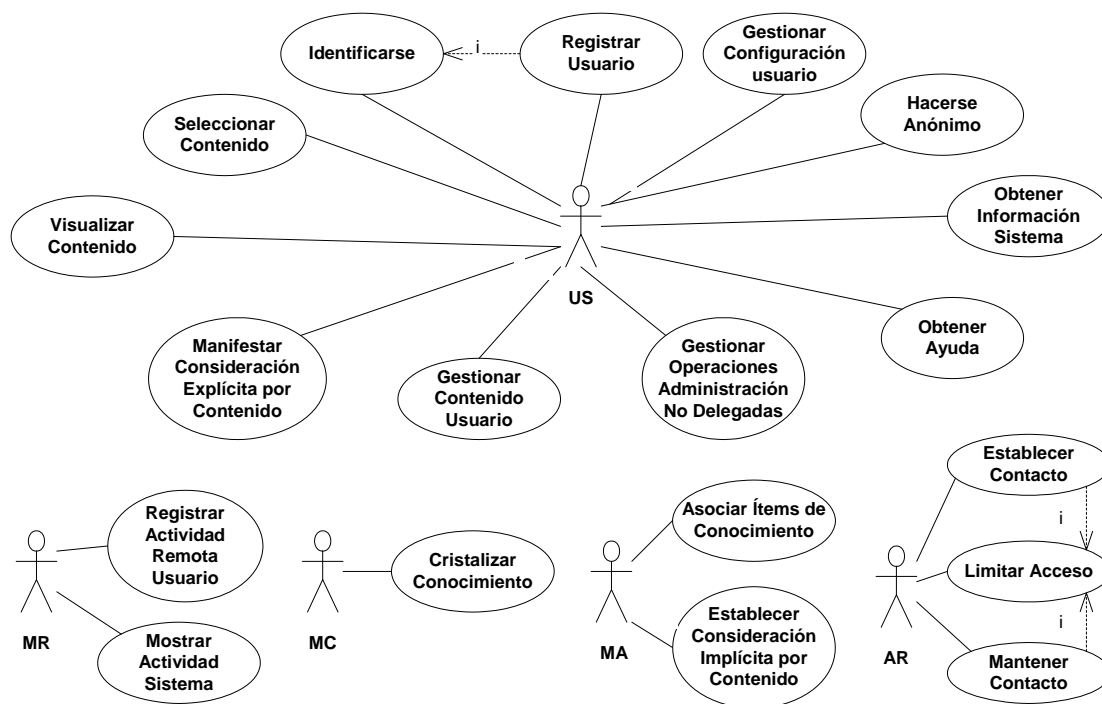 Identificarse
i
Registrar
Usuario
Gestionar
Configuración
usuario
Seleccionar
Contenido
Hacerse
Anónimo
Visualizar
Contenido
Obtener
Información
Sistema
US
Manifestar
Consideración
Explícita por
Contenido
Gestionar
Contenido
Usuario
Gestionar
Operaciones
Administración
No Delegadas
Obtener
Ayuda
Registrar
Actividad
Remota
Usuario
MR
Mostrar
Actividad
Sistema
Cristalizar
Conocimiento
MC
Asociar Ítems de
Conocimiento
MA
Establecer
Consideración
Implícita por
Contenido
Establecer
Contacto
i
Limitar Acceso
i
AR
Mantener
Contacto